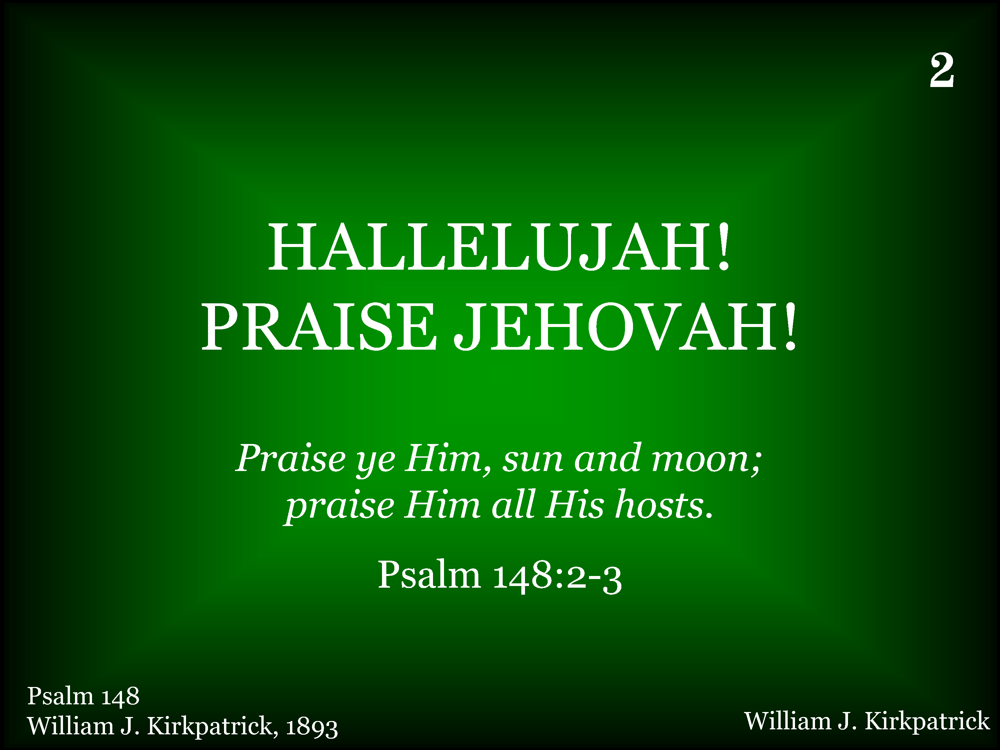 2
HALLELUJAH!
PRAISE JEHOVAH!
Praise ye Him, sun and moon;
praise Him all His hosts.
Psalm 148:2-3
Psalm 148
William J. Kirkpatrick, 1893
William J. Kirkpatrick